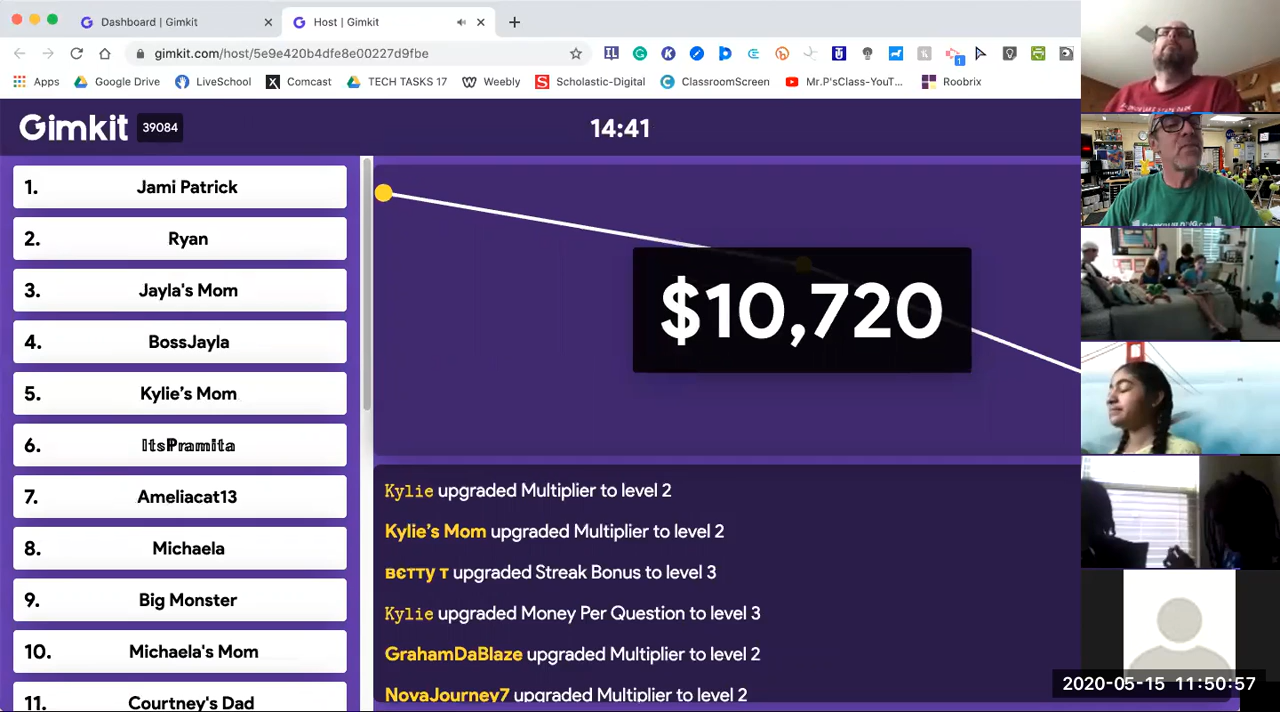 Dashboard | Gimkit
Host | Gimkit
gimkit.com/host/5e9e420b4dfe8e00227d9fbe
Apps Google Drive LiveSchool Comcast TECH TASKS 17 Weebly Scholastic-Digital ClassroomScreen Mr.P'sClass-YouT... Roobrix
Gimkit 39084 14:41
1. Jami Patrick
2. Ryan
3. Jayla's Mom
4. BossJayla
5. Kylie’s Mom
6. 𝕀𝕥𝕤ℙ𝕣𝕒𝕞𝕚𝕥𝕒
7. Ameliacat13
8. Michaela
9. Big Monster
10. Michaela's Mom
11. Courtney's Dad
$10,720
𝙺𝚢𝚕𝚒𝚎 upgraded Multiplier to level 2
Kylie’s Mom upgraded Multiplier to level 2
вєтту т upgraded Streak Bonus to level 3
𝙺𝚢𝚕𝚒𝚎 upgraded Money Per Question to level 3
GrahamDaBlaze upgraded Multiplier to level 2
NovaJourney7 upgraded Multiplier to level 2
2020-05-15 11:50:57